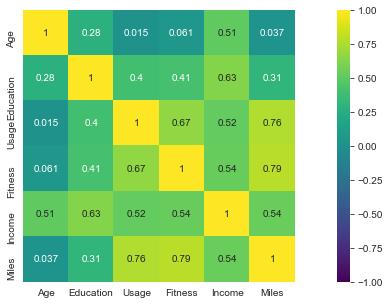 Age 1 0.28 0.015 0.061 0.51 0.037
Education 0.28 1 0.4 0.41 0.63 0.31
Usage 0.015 0.4 1 0.67 0.52 0.76
Fitness 0.061 0.41 0.67 1 0.54 0.79
Income 0.51 0.63 0.52 0.54 1 0.54
Miles 0.037 0.31 0.76 0.79 0.54 1
Age Education Usage Fitness Income Miles
1.00
0.75
0.50
0.25
0.00
−0.25
−0.50
−0.75
−1.00